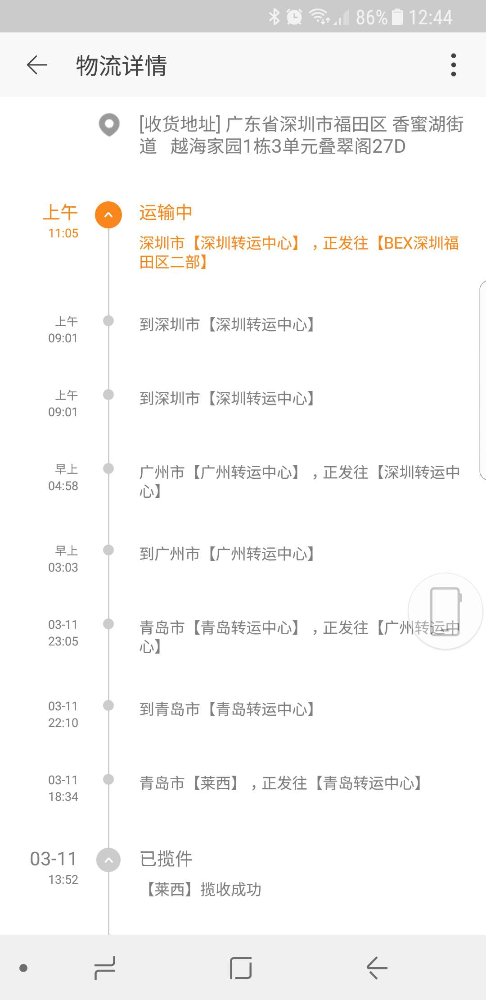 86% 12:44
物流详情
[收货地址] 广东省深圳市福田区 香蜜湖街
道 越海家园1栋3单元叠翠阁27D
上午 运输中
11:05
深圳市【深圳转运中心】，正发往【BEX深圳福
田区二部】
上午
09:01
到深圳市【深圳转运中心】
上午
09:01
到深圳市【深圳转运中心】
早上
04:58
广州市【广州转运中心】，正发往【深圳转运中
心】
早上
03:03
到广州市【广州转运中心】
03-11
23:05
青岛市【青岛转运中心】，正发往【广州转运中
心】
03-11
22:10
到青岛市【青岛转运中心】
03-11
18:34
青岛市【莱西】，正发往【青岛转运中心】
03-11 已揽件
13:52
【莱西】揽收成功